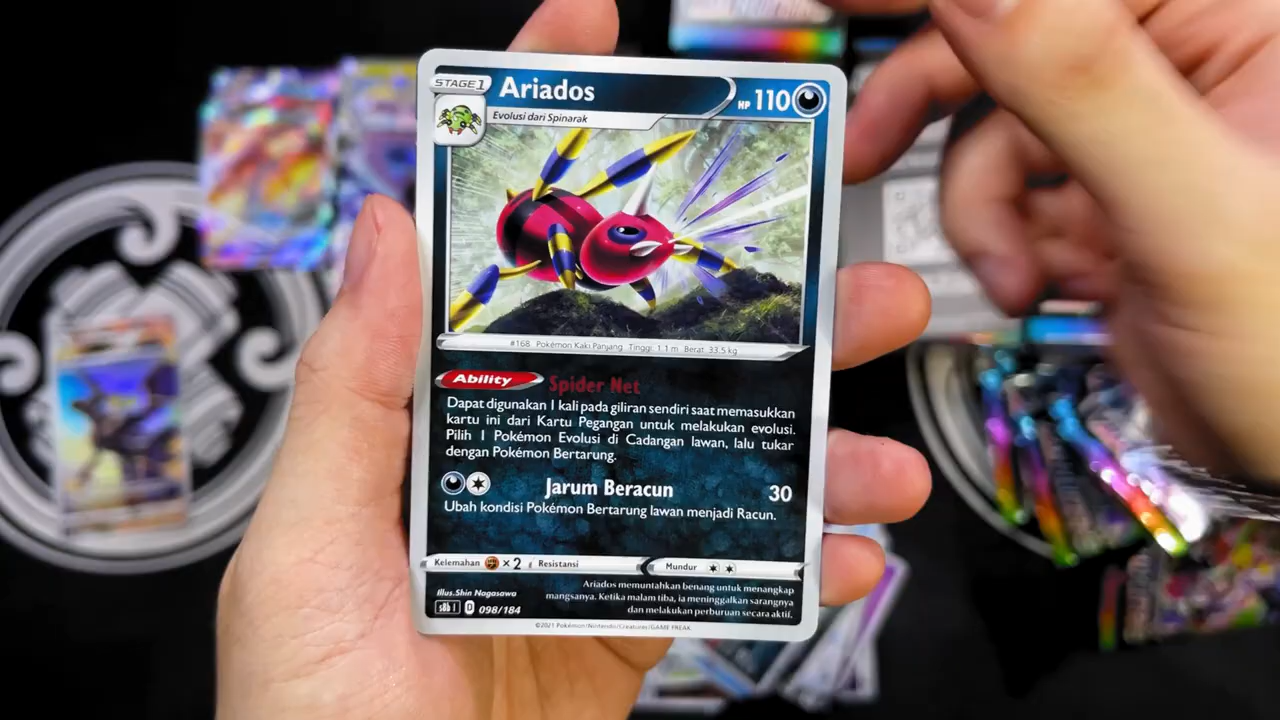 STAGE 1
Ariados
HP 110
Evolusi dari Spinarak
#168 Pokémon Kaki Panjang Tinggi: 1.1 m Berat: 33.5 kg
Ability Spider Net
Dapat digunakan 1 kali pada giliran sendiri saat memasukkan
kartu ini dari Kartu Pegangan untuk melakukan evolusi.
Pilih 1 Pokémon Evolusi di Cadangan lawan, lalu tukar
dengan Pokémon Bertarung.
Jarum Beracun 30
Ubah kondisi Pokémon Bertarung lawan menjadi Racun.
Kelemahan ×2 Resistansi Mundur
Ariados memuntahkan benang untuk menangkap
mangsanya. Ketika malam tiba, ia meninggalkan sarangnya
dan melakukan perburuan secara aktif.
Illus. Shin Nagasawa
s8b I D 098/184
©2021 Pokémon/Nintendo/Creatures/GAME FREAK